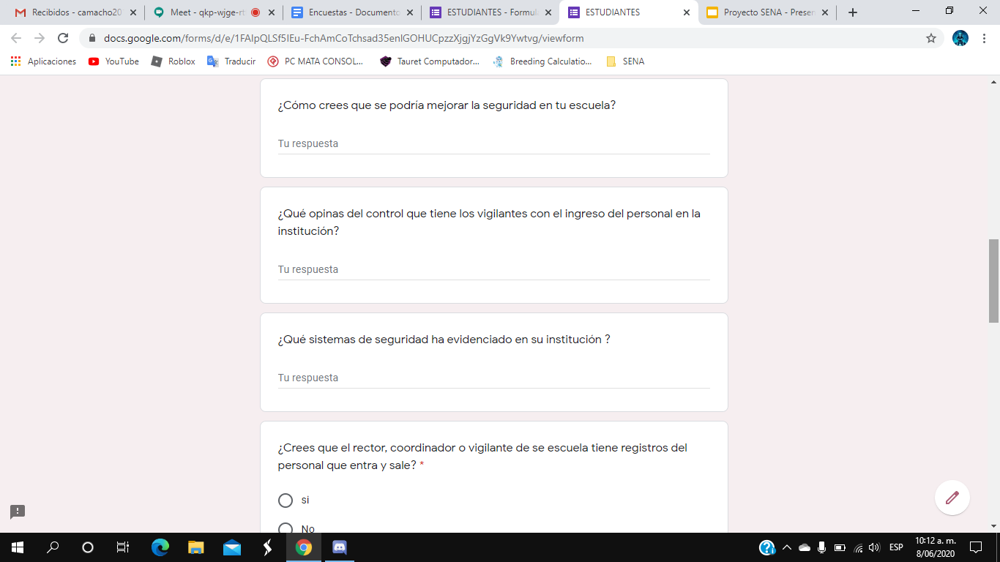 Recibidos - camacho20
Meet - qkp-wjge-rt
Encuestas - Documento
ESTUDIANTES - Formul
ESTUDIANTES
Proyecto SENA - Presen
docs.google.com/forms/d/e/1FAIpQLSf5IEu-FchAmCoTchsad35enlGOHUCpzzXjgjYzGgVk9Ywtvg/viewform
Aplicaciones
YouTube
Roblox
Traducir
PC MATA CONSOL...
Tauret Computador...
Breeding Calculatio...
SENA
¿Cómo crees que se podría mejorar la seguridad en tu escuela?
Tu respuesta
¿Qué opinas del control que tiene los vigilantes con el ingreso del personal en la
institución?
Tu respuesta
¿Qué sistemas de seguridad ha evidenciado en su institución ?
Tu respuesta
¿Crees que el rector, coordinador o vigilante de se escuela tiene registros del
personal que entra y sale? *
si
No
ESP
10:12 a. m.
8/06/2020